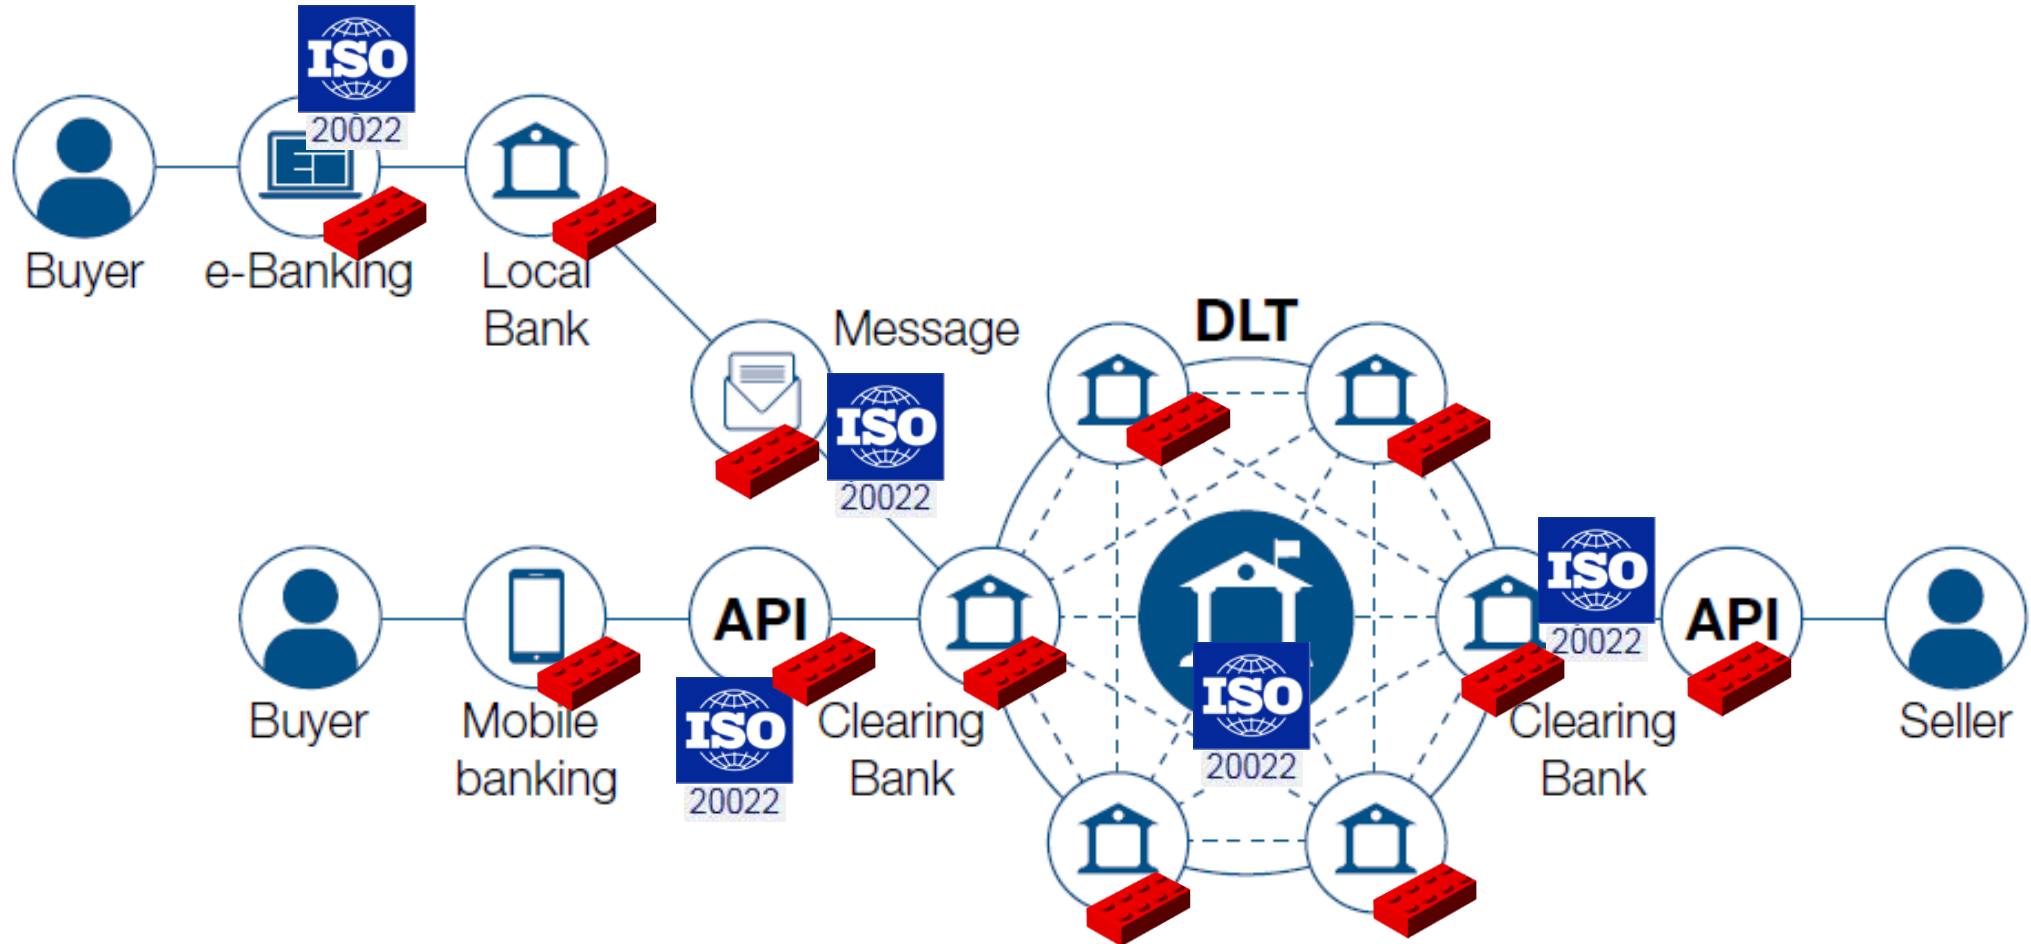 ISO
20022
Buyer
e-Banking
Local
Bank
Message
ISO
20022
DLT
Buyer
Mobile
banking
API
ISO
20022
Clearing
Bank
ISO
20022
Clearing
Bank
ISO
20022
API
Seller